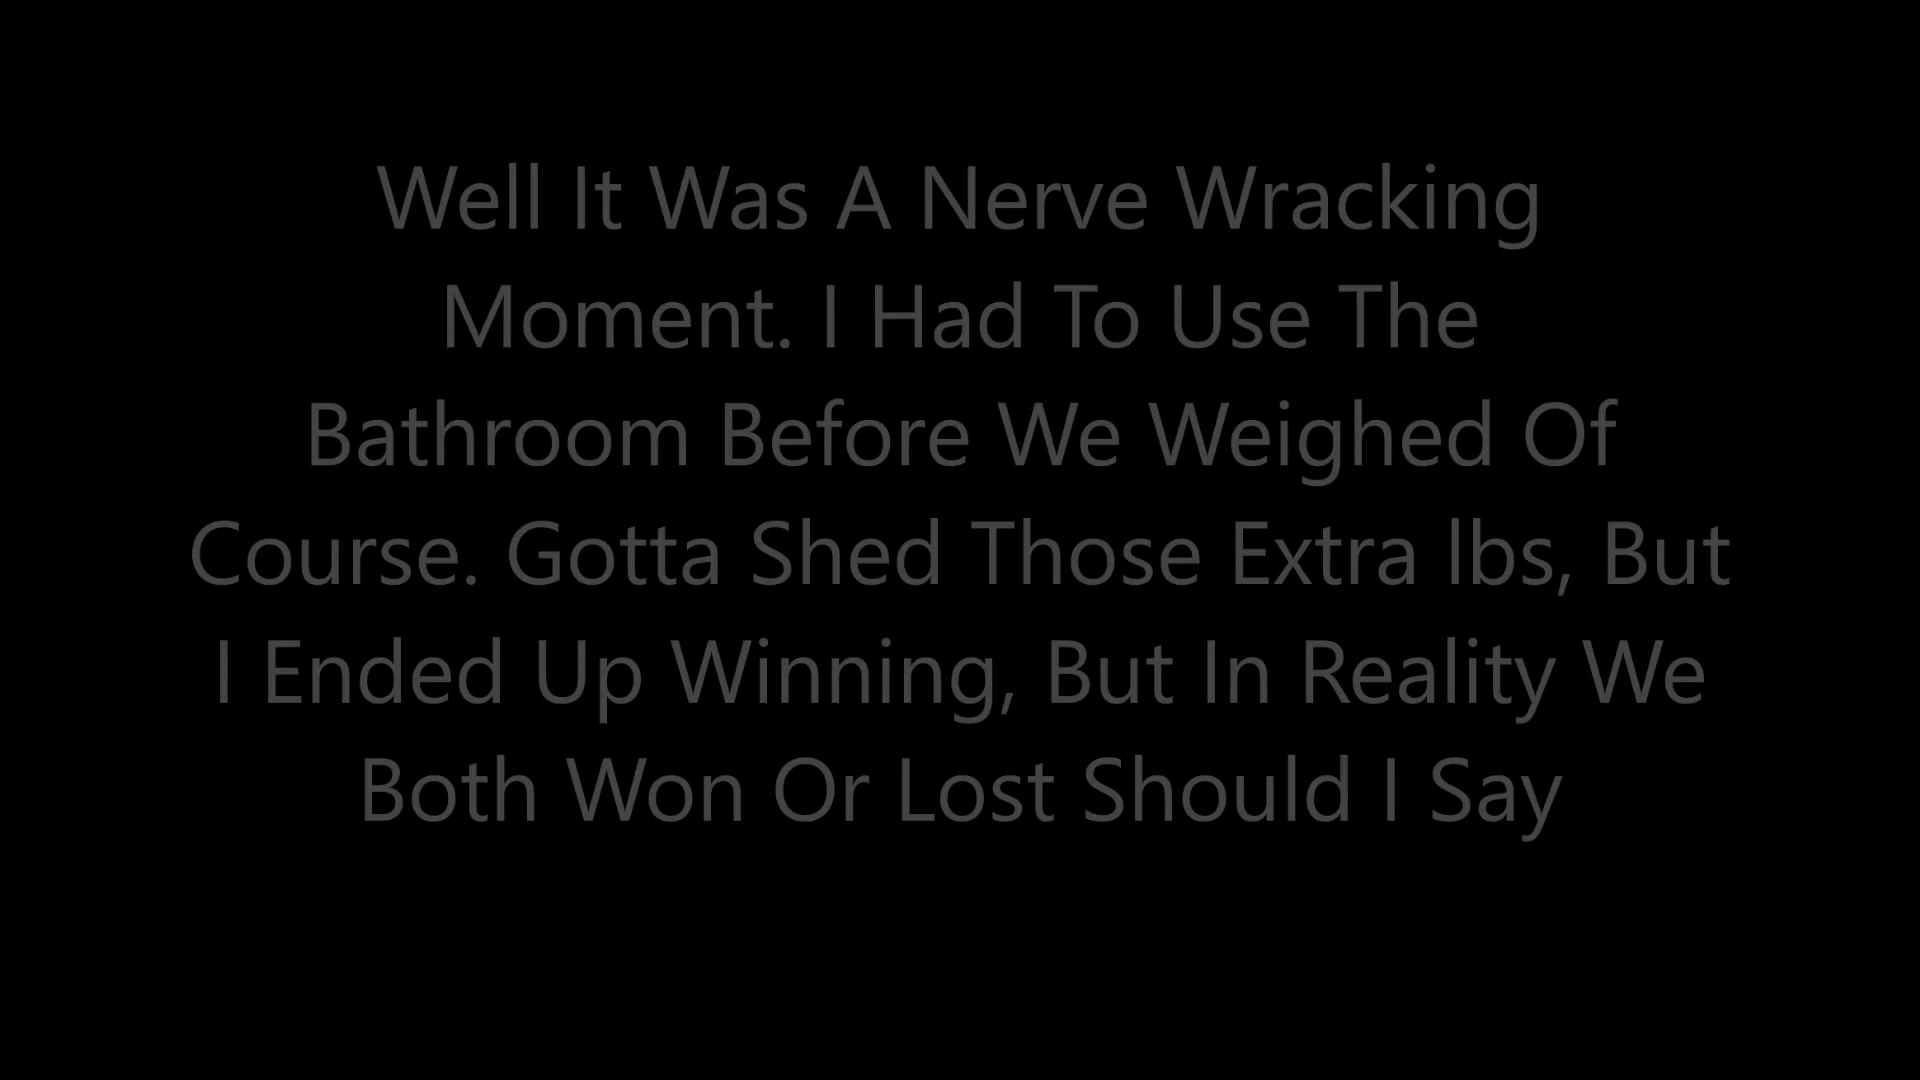 Well It Was A Nerve Wracking
Moment. I Had To Use The
Bathroom Before We Weighed Of
Course. Gotta Shed Those Extra lbs, But
I Ended Up Winning, But In Reality We
Both Won Or Lost Should I Say